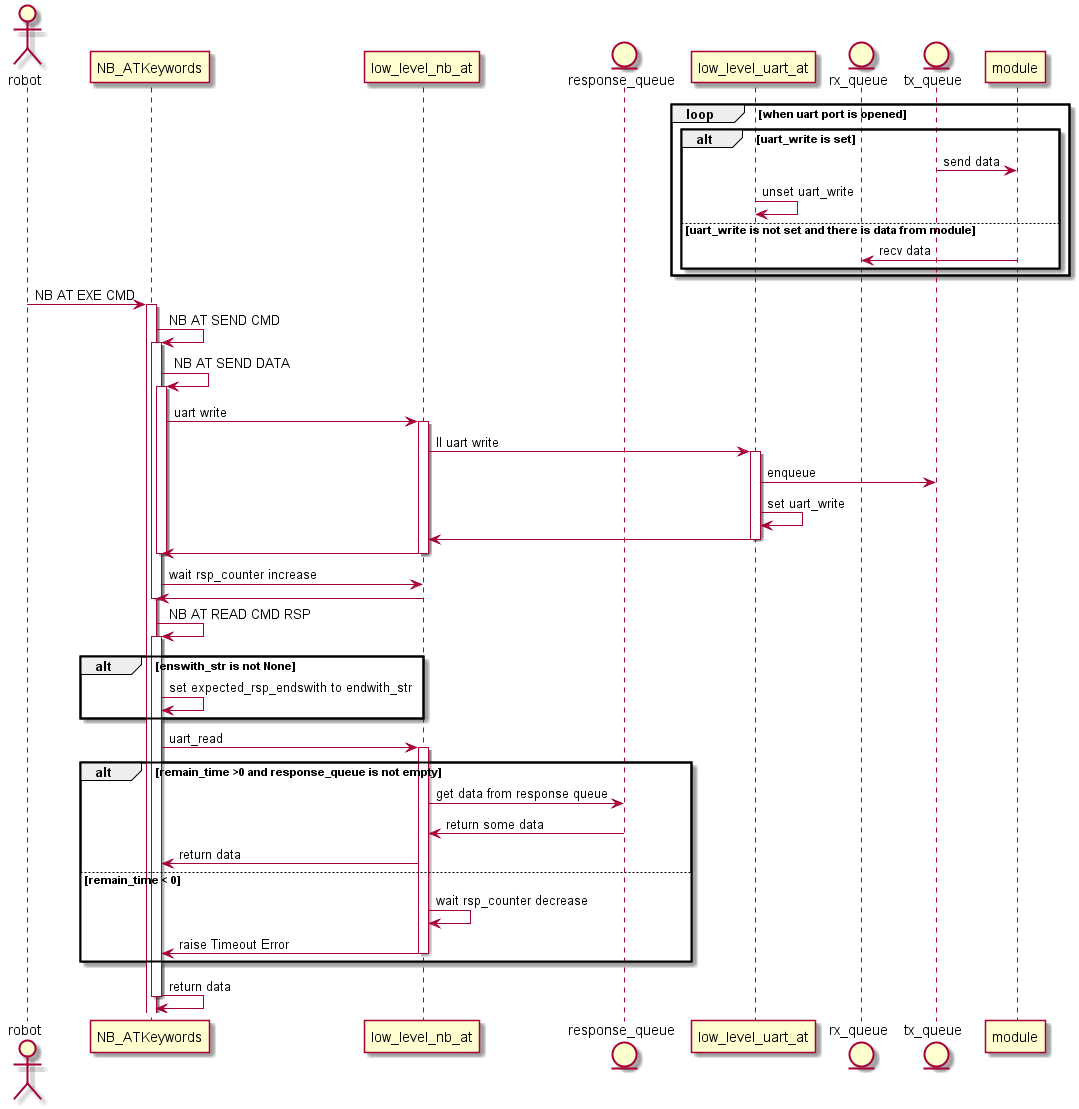 robot
NB_ATKeywords
low_level_nb_at
response_queue
low_level_uart_at
rx_queue
tx_queue
module
loop
[when uart port is opened]
alt
[uart_write is set]
send data
unset uart_write
[uart_write is not set and there is data from module]
recv data
NB AT EXE CMD
NB AT SEND CMD
NB AT SEND DATA
uart write
ll uart write
enqueue
set uart_write
wait rsp_counter increase
NB AT READ CMD RSP
alt
[enswith_str is not None]
set expected_rsp_endswith to endwith_str
uart_read
alt
[remain_time >0 and response_queue is not empty]
get data from response queue
return some data
return data
[remain_time < 0]
wait rsp_counter decrease
raise Timeout Error
return data
robot
NB_ATKeywords
low_level_nb_at
response_queue
low_level_uart_at
rx_queue
tx_queue
module